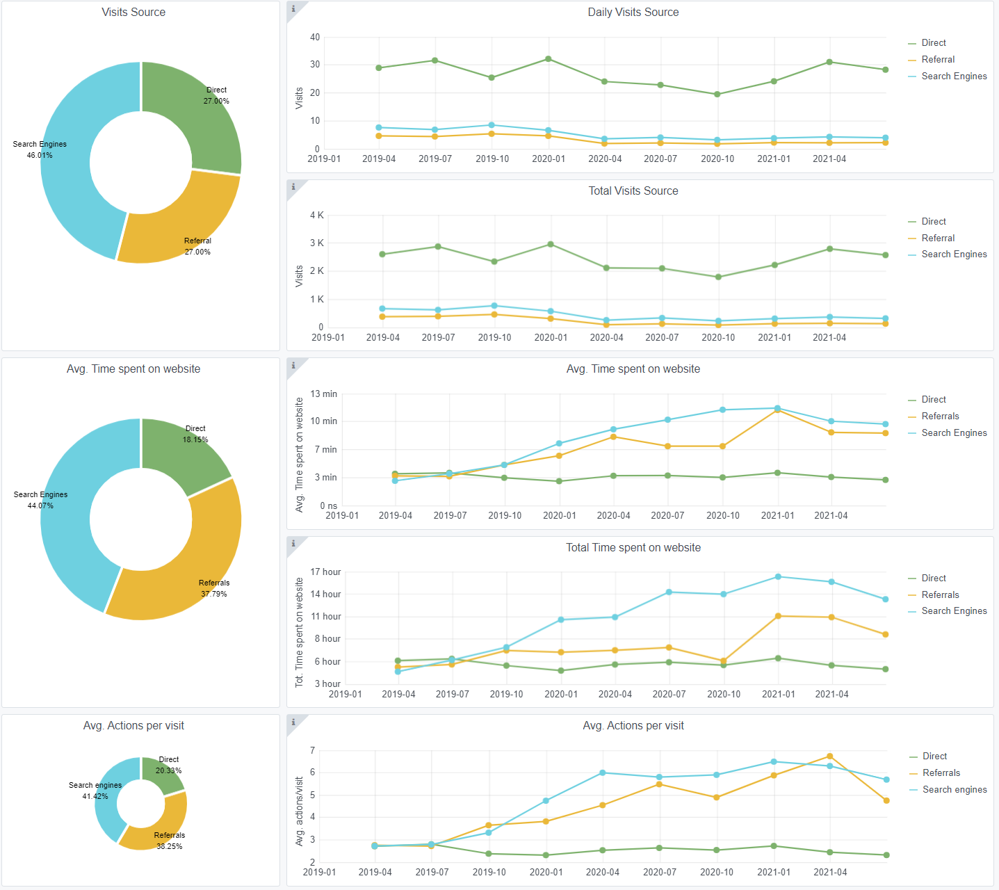 Visits Source
Direct
27.00%
Search Engines
46.01%
Referral
27.00%
i
Daily Visits Source
Visits
40
30
20
10
0
2019-01 2019-04 2019-07 2019-10 2020-01 2020-04 2020-07 2020-10 2021-01 2021-04
Direct
Referral
Search Engines
i
Total Visits Source
Visits
4 K
3 K
2 K
1 K
0
2019-01 2019-04 2019-07 2019-10 2020-01 2020-04 2020-07 2020-10 2021-01 2021-04
Direct
Referral
Search Engines
Avg. Time spent on website
Direct
18.15%
Search Engines
44.07%
Referrals
37.79%
i
Avg. Time spent on website
Avg. Time spent on website
13 min
10 min
7 min
3 min
0 ns
2019-01 2019-04 2019-07 2019-10 2020-01 2020-04 2020-07 2020-10 2021-01 2021-04
Direct
Referrals
Search Engines
i
Total Time spent on website
Tot. Time spent on website
17 hour
14 hour
11 hour
8 hour
6 hour
3 hour
2019-01 2019-04 2019-07 2019-10 2020-01 2020-04 2020-07 2020-10 2021-01 2021-04
Direct
Referrals
Search Engines
Avg. Actions per visit
Direct
20.33%
Search engines
41.42%
Referrals
38.25%
i
Avg. Actions per visit
Avg. actions/visit
7
6
5
4
3
2
2019-01 2019-04 2019-07 2019-10 2020-01 2020-04 2020-07 2020-10 2021-01 2021-04
Direct
Referrals
Search engines